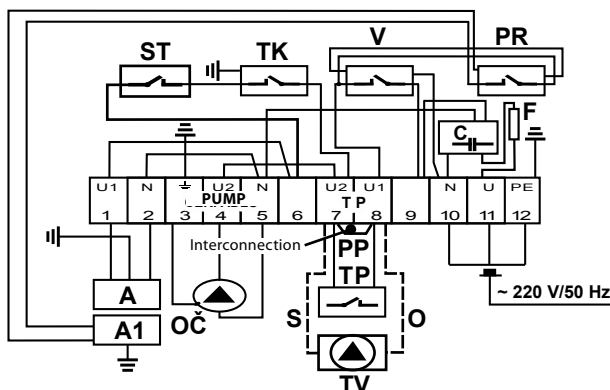 ST TK V PR
C F
U1 N ⏚ U2 N U2 U1 N U PE
PUMP T P
1 2 3 4 5 6 7 8 9 10 11 12
Interconnection
PP
A TP
A1 OČ S O
~ 220 V/50 Hz
TV